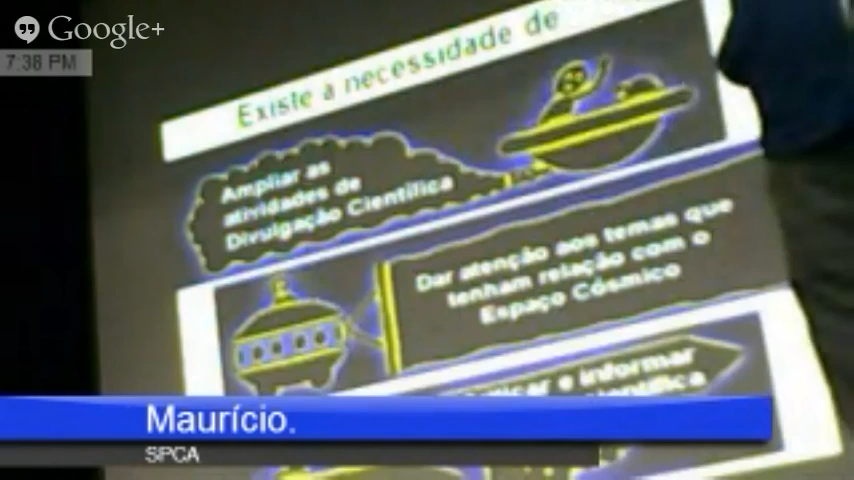 Google+
7:38 PM
Existe a necessidade de
Ampliar as
atividades de
Divulgação Científica
Dar atenção aos temas que
tenham relação com o
Espaço Cósmico
e informar
Maurício.
SPCA